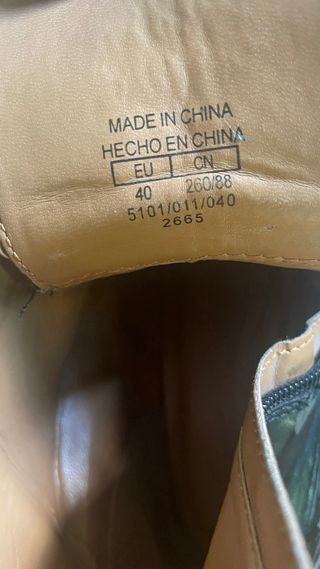 MADE IN CHINA
HECHO EN CHINA
EU CN
40 260/88
5101/011/040
2665